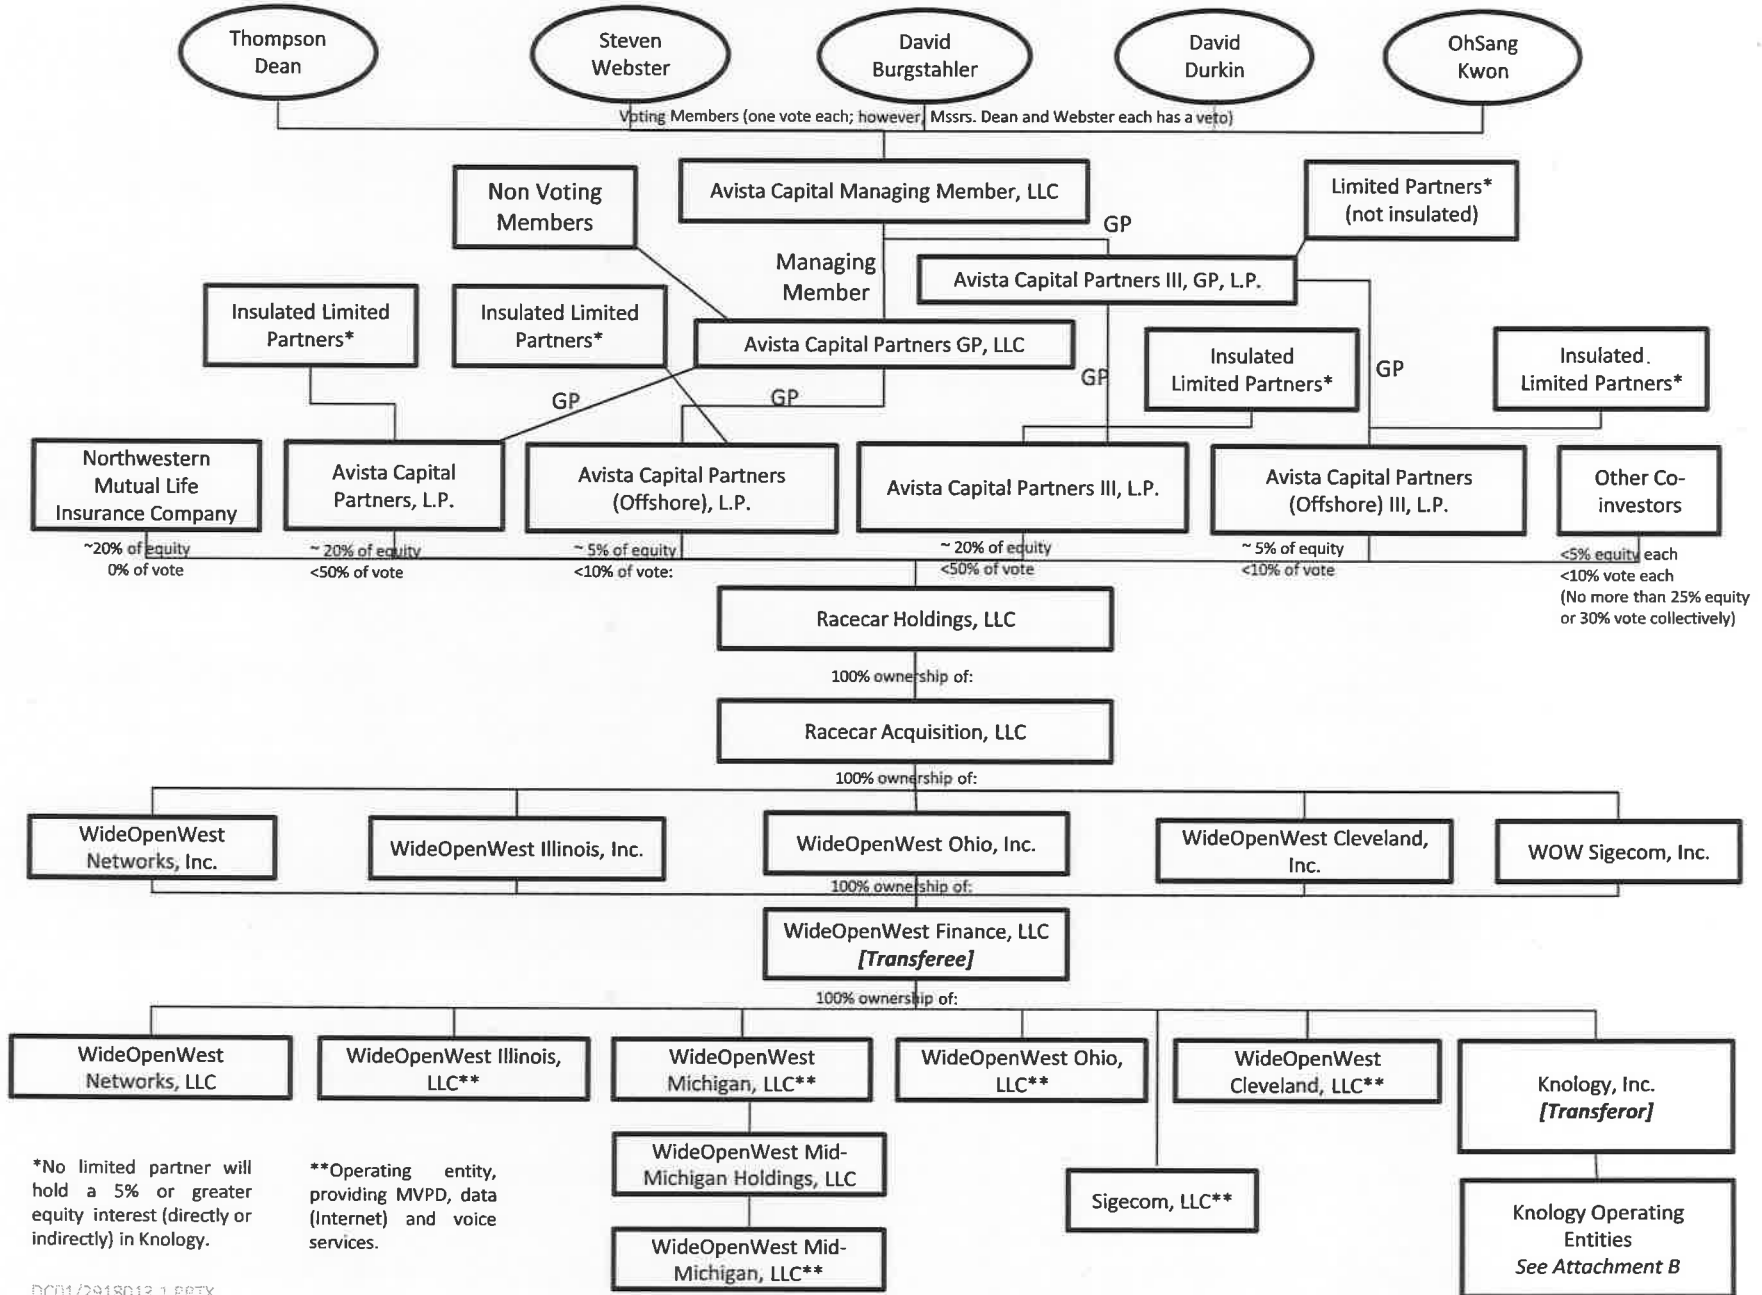 Thompson
Dean
Steven
Webster
David
Burgstahler
David
Durkin
OhSang
Kwon
Voting Members (one vote each; however, Mssrs. Dean and Webster each has a veto)
Non Voting
Members
Avista Capital Managing Member, LLC
Limited Partners*
(not insulated)
GP
Managing
Member
Avista Capital Partners III, GP, L.P.
Insulated Limited
Partners*
Insulated Limited
Partners*
Avista Capital Partners GP, LLC
Insulated
Limited Partners*
Insulated.
Limited Partners*
GP
GP
GP
GP
Northwestern
Mutual Life
Insurance Company
Avista Capital
Partners, L.P.
Avista Capital Partners
(Offshore), L.P.
Avista Capital Partners III, L.P.
Avista Capital Partners
(Offshore) III, L.P.
Other Co-
investors
~20% of equity
0% of vote
~ 20% of equity
<50% of vote
~ 5% of equity
<10% of vote:
~ 20% of equity
<50% of vote
~ 5% of equity
<10% of vote
<5% equity each
<10% vote each
(No more than 25% equity
or 30% vote collectively)
Racecar Holdings, LLC
100% ownership of:
Racecar Acquisition, LLC
100% ownership of:
WideOpenWest
Networks, Inc.
WideOpenWest Illinois, Inc.
WideOpenWest Ohio, Inc.
WideOpenWest Cleveland,
Inc.
WOW Sigecom, Inc.
100% ownership of:
WideOpenWest Finance, LLC
[Transferee]
100% ownership of:
WideOpenWest
Networks, LLC
WideOpenWest Illinois,
LLC**
WideOpenWest
Michigan, LLC**
WideOpenWest Ohio,
LLC**
WideOpenWest
Cleveland, LLC**
Knology, Inc.
[Transferor]
WideOpenWest Mid-
Michigan Holdings, LLC
Sigecom, LLC**
WideOpenWest Mid-
Michigan, LLC**
Knology Operating
Entities
See Attachment B
*No limited partner will
hold a 5% or greater
equity interest (directly or
indirectly) in Knology.
**Operating entity,
providing MVPD, data
(Internet) and voice
services.